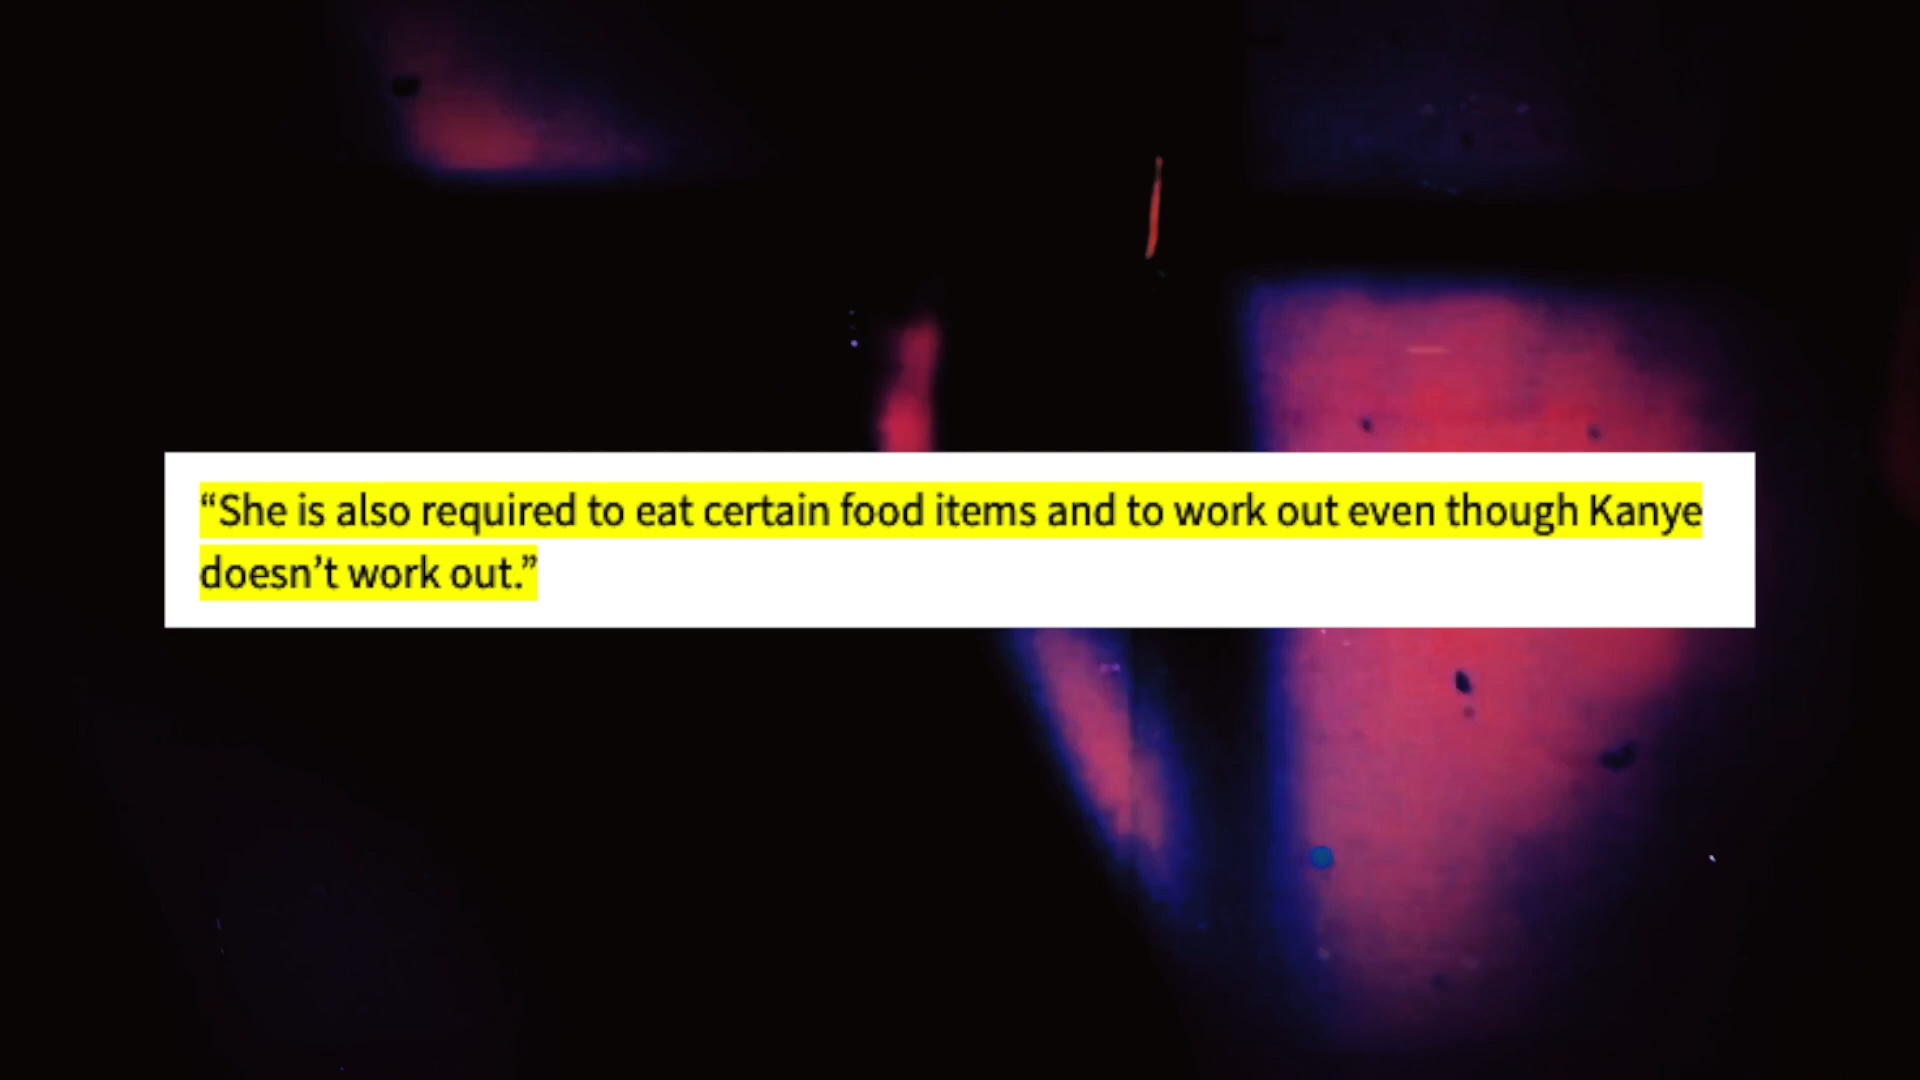 “She is also required to eat certain food items and to work out even though Kanye
doesn’t work out.”